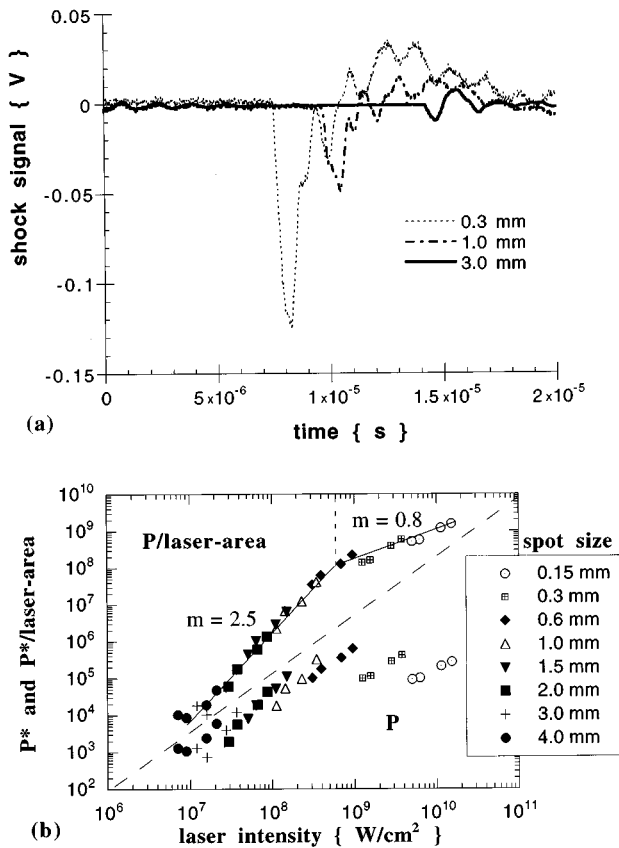 0.05
0
-0.05
-0.1
-0.15
shock signal { V }
0.3 mm
1.0 mm
3.0 mm
0 5×10⁻⁶ 1×10⁻⁵ 1.5×10⁻⁵ 2×10⁻⁵
(a)
time { s }
10¹⁰
10⁹
10⁸
10⁷
10⁶
10⁵
10⁴
10³
10²
P* and P*/laser-area
P/laser-area
m = 0.8
m = 2.5
P
spot size
0.15 mm
0.3 mm
0.6 mm
1.0 mm
1.5 mm
2.0 mm
3.0 mm
4.0 mm
10⁶ 10⁷ 10⁸ 10⁹ 10¹⁰ 10¹¹
(b)
laser intensity { W/cm² }